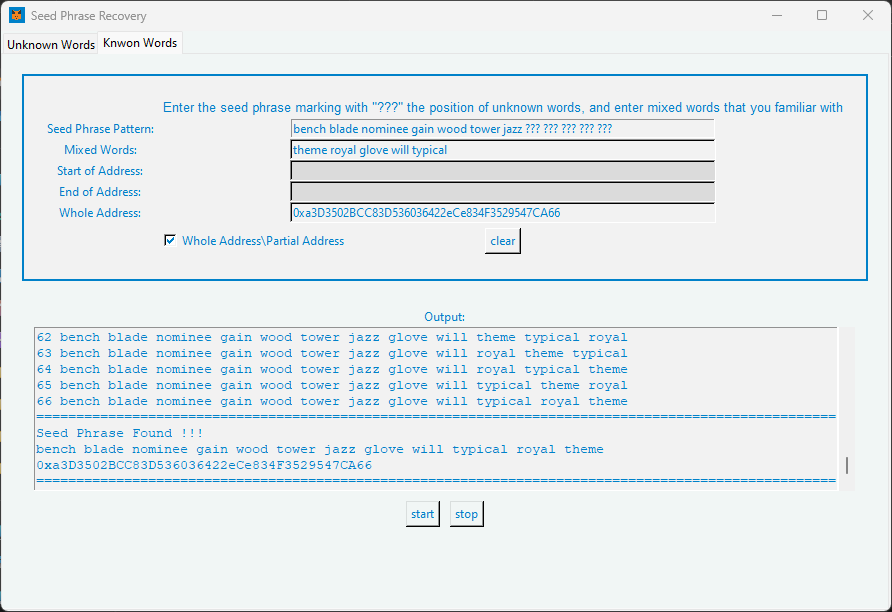 Seed Phrase Recovery
Unknown Words Knwon Words
Enter the seed phrase marking with "???" the position of unknown words, and enter mixed words that you familiar with
Seed Phrase Pattern: bench blade nominee gain wood tower jazz ??? ??? ??? ??? ???
Mixed Words: theme royal glove will typical
Start of Address:
End of Address:
Whole Address: 0xa3D3502BCC83D536036422eCe834F3529547CA66
Whole Address\Partial Address clear
Output:
62 bench blade nominee gain wood tower jazz glove will theme typical royal
63 bench blade nominee gain wood tower jazz glove will royal theme typical
64 bench blade nominee gain wood tower jazz glove will royal typical theme
65 bench blade nominee gain wood tower jazz glove will typical theme royal
66 bench blade nominee gain wood tower jazz glove will typical royal theme
====================================================================================================
Seed Phrase Found !!!
bench blade nominee gain wood tower jazz glove will typical royal theme
0xa3D3502BCC83D536036422eCe834F3529547CA66
====================================================================================================
start stop